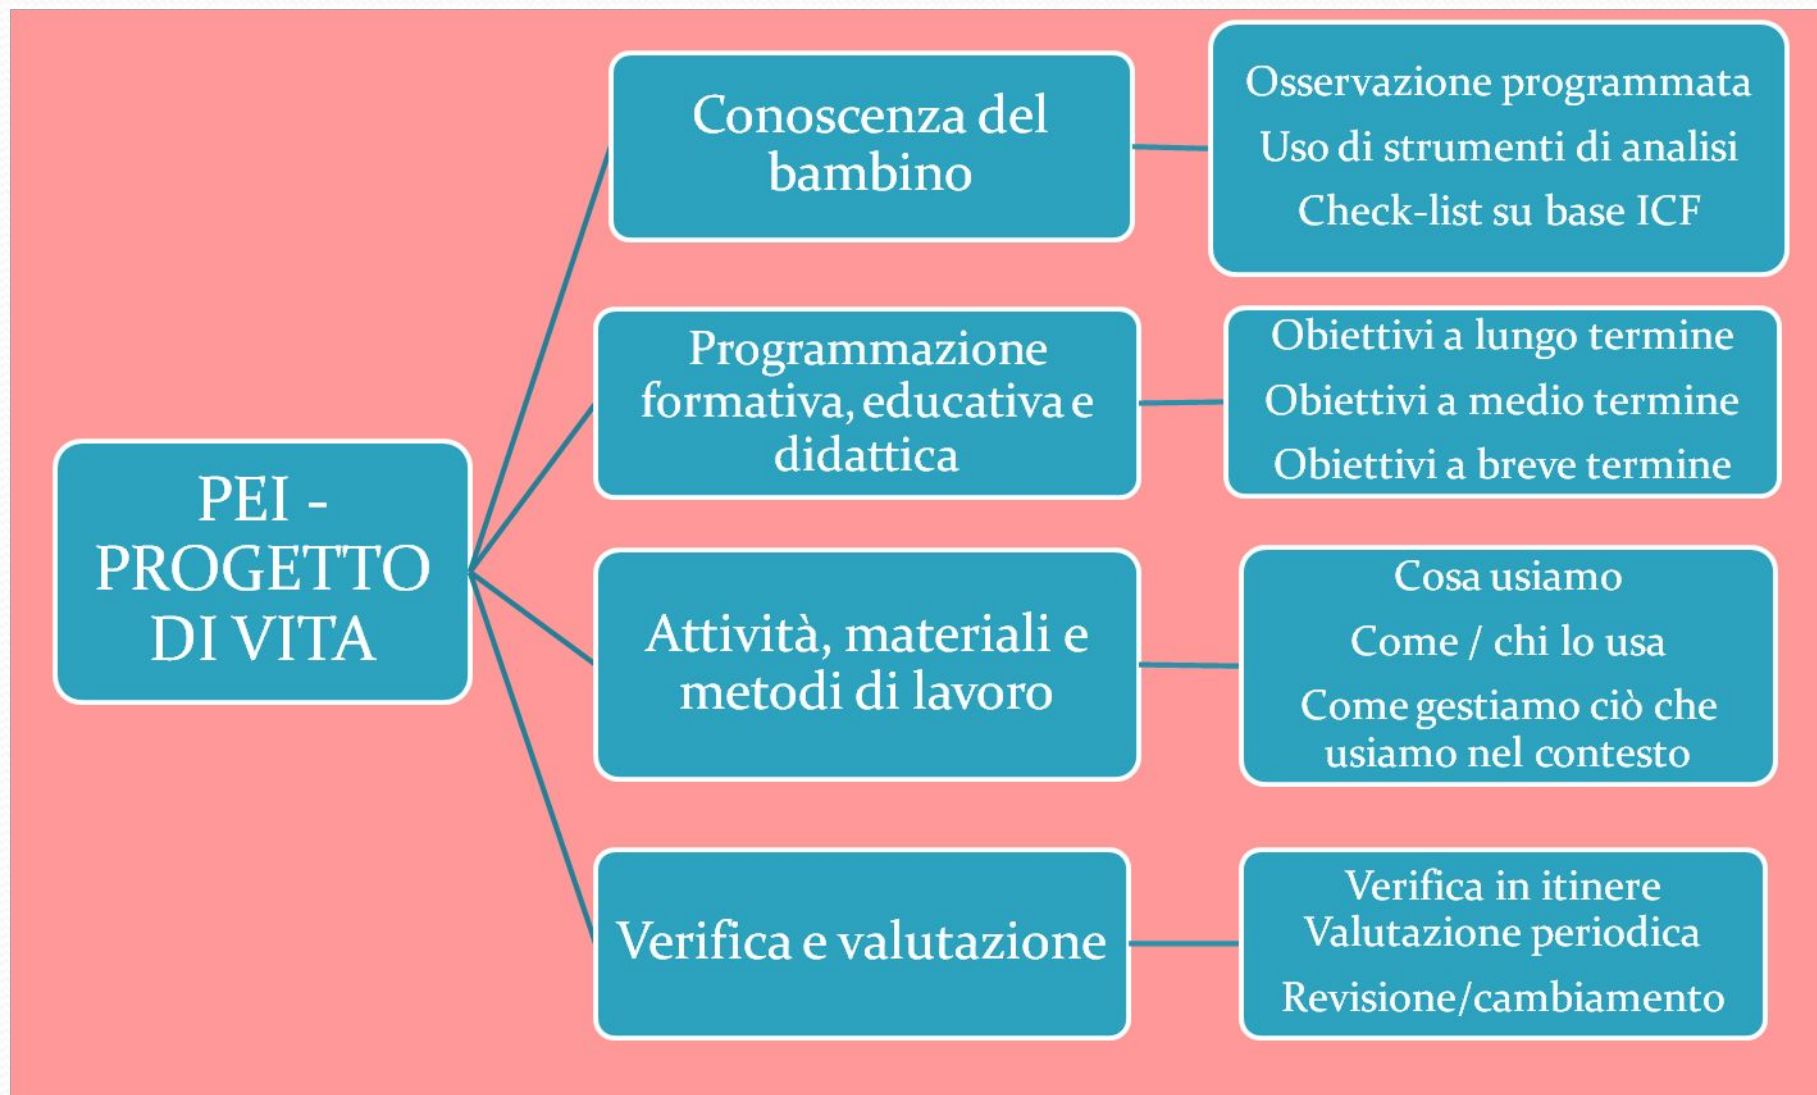 PEI -
PROGETTO
DI VITA
Conoscenza del
bambino
Osservazione programmata
Uso di strumenti di analisi
Check-list su base ICF
Programmazione
formativa, educativa e
didattica
Obiettivi a lungo termine
Obiettivi a medio termine
Obiettivi a breve termine
Attività, materiali e
metodi di lavoro
Cosa usiamo
Come / chi lo usa
Come gestiamo ciò che
usiamo nel contesto
Verifica e valutazione
Verifica in itinere
Valutazione periodica
Revisione/cambiamento